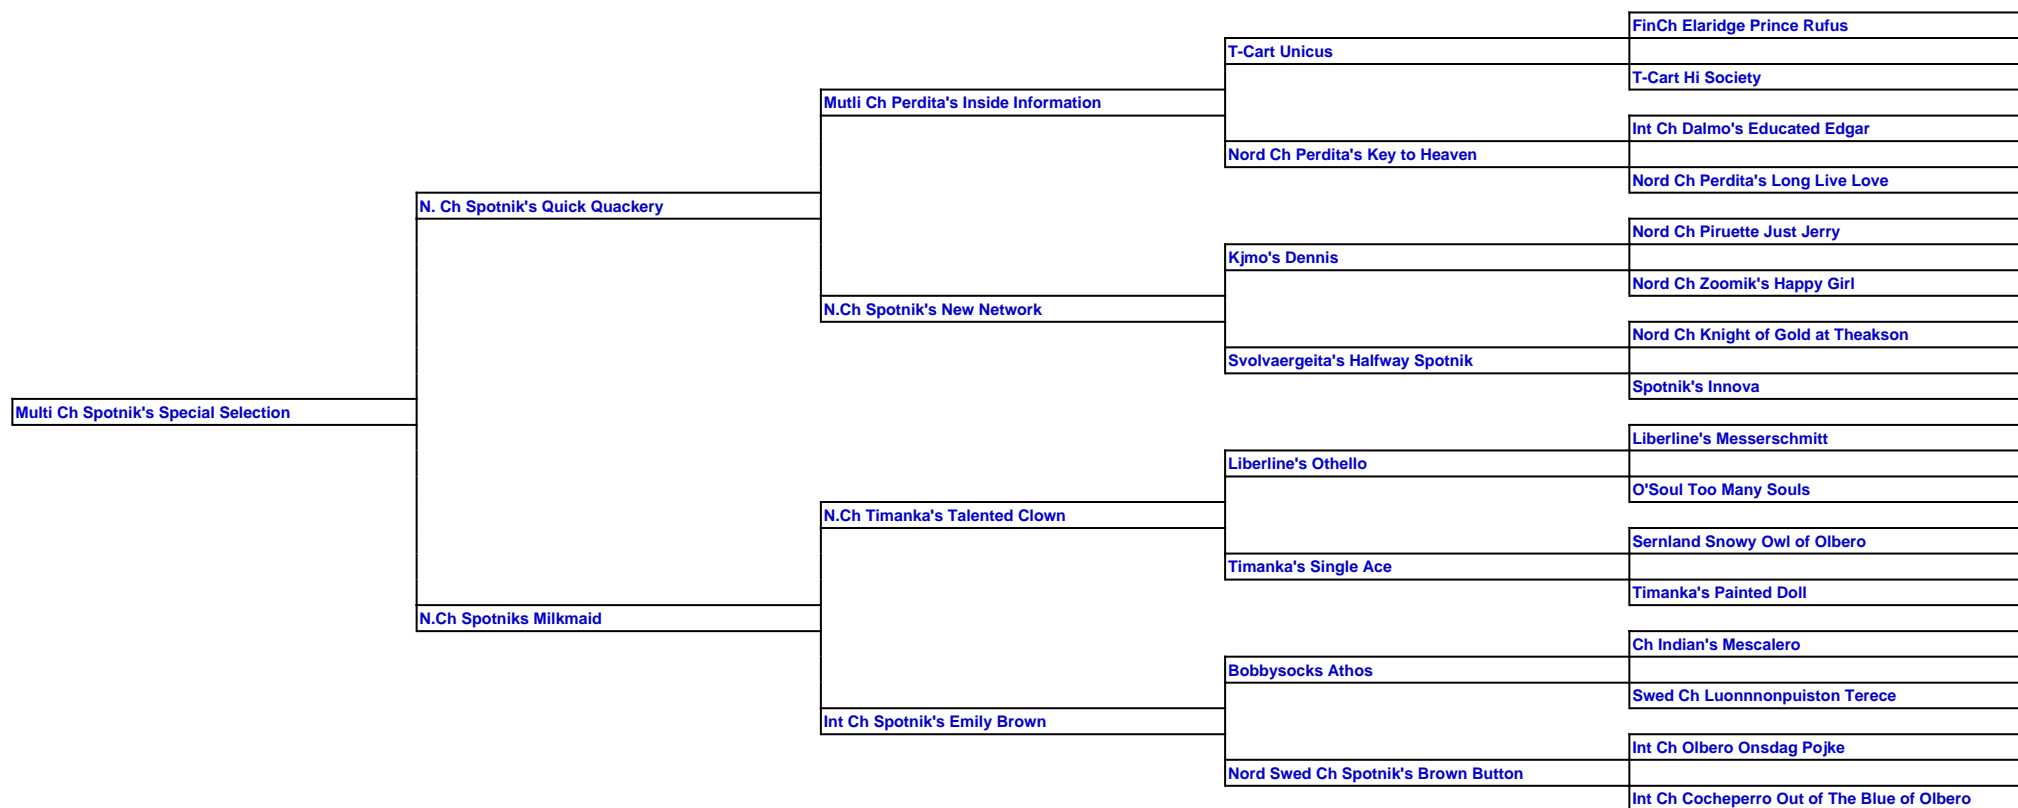 FinCh Elaridge Prince Rufus
T-Cart Unicus
T-Cart Hi Society
Mutli Ch Perdita's Inside Information
Int Ch Dalmo's Educated Edgar
Nord Ch Perdita's Key to Heaven
Nord Ch Perdita's Long Live Love
N. Ch Spotnik's Quick Quackery
Nord Ch Piruette Just Jerry
Kjmo's Dennis
Nord Ch Zoomik's Happy Girl
N.Ch Spotnik's New Network
Nord Ch Knight of Gold at Theakson
Svolvaergeita's Halfway Spotnik
Spotnik's Innova
Multi Ch Spotnik's Special Selection
Liberline's Messerschmitt
Liberline's Othello
O'Soul Too Many Souls
N.Ch Timanka's Talented Clown
Sernland Snowy Owl of Olbero
Timanka's Single Ace
Timanka's Painted Doll
N.Ch Spotniks Milkmaid
Ch Indian's Mescalero
Bobbysocks Athos
Swed Ch Luonnnonpuiston Terece
Int Ch Spotnik's Emily Brown
Int Ch Olbero Onsdag Pojke
Nord Swed Ch Spotnik's Brown Button
Int Ch Cocheperro Out of The Blue of Olbero